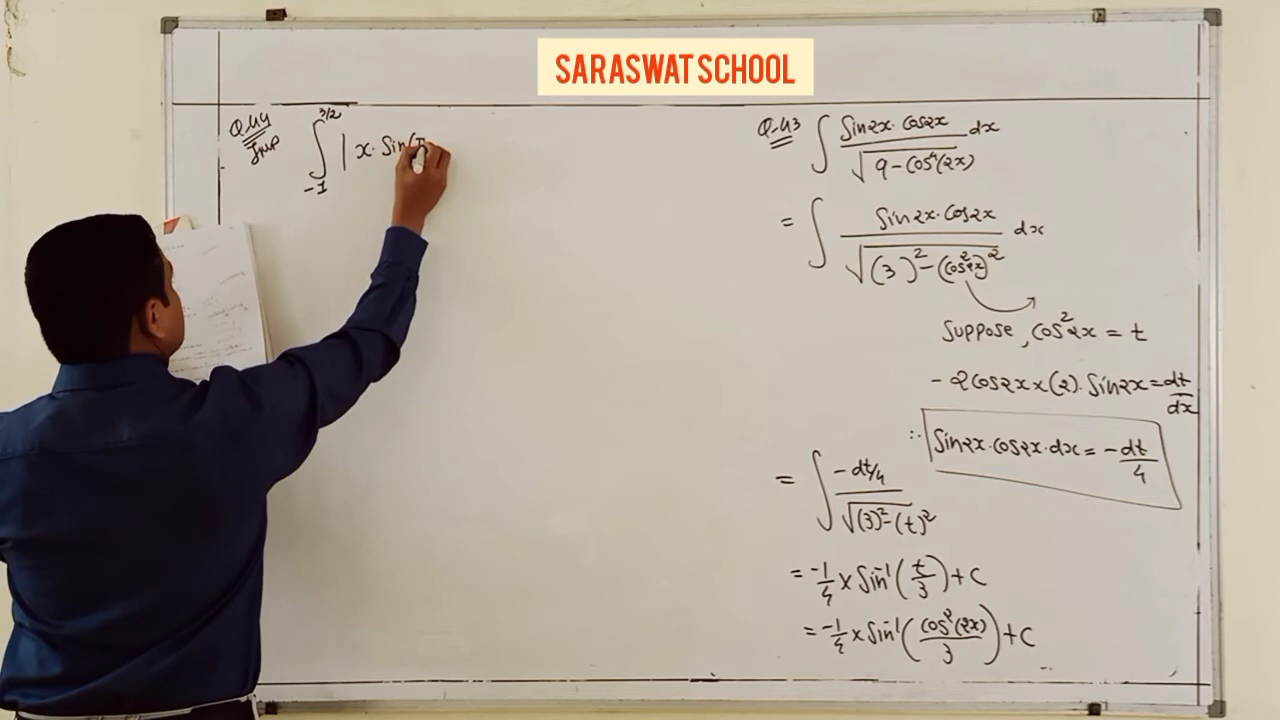 SARASWAT SCHOOL
Q.44
Imp
∫_{-1}^{3/2} | x· Sin(π
Q.43 ∫ Sin2x· Cos2x / √(9 - Cos⁴(2x)) dx
= ∫ Sin2x· Cos2x / √((3)² - (Cos²2x)²) dx
Suppose, Cos²2x = t
- 2Cos2x × (2)· Sin2x = dt/dx
∴ Sin2x·Cos2x·dx = -dt/4
= ∫ -dt/4 / √((3)² - (t)²)
= -1/4 × Sin⁻¹(t/3) + C
= -1/4 × Sin⁻¹(Cos²(2x)/3) + C